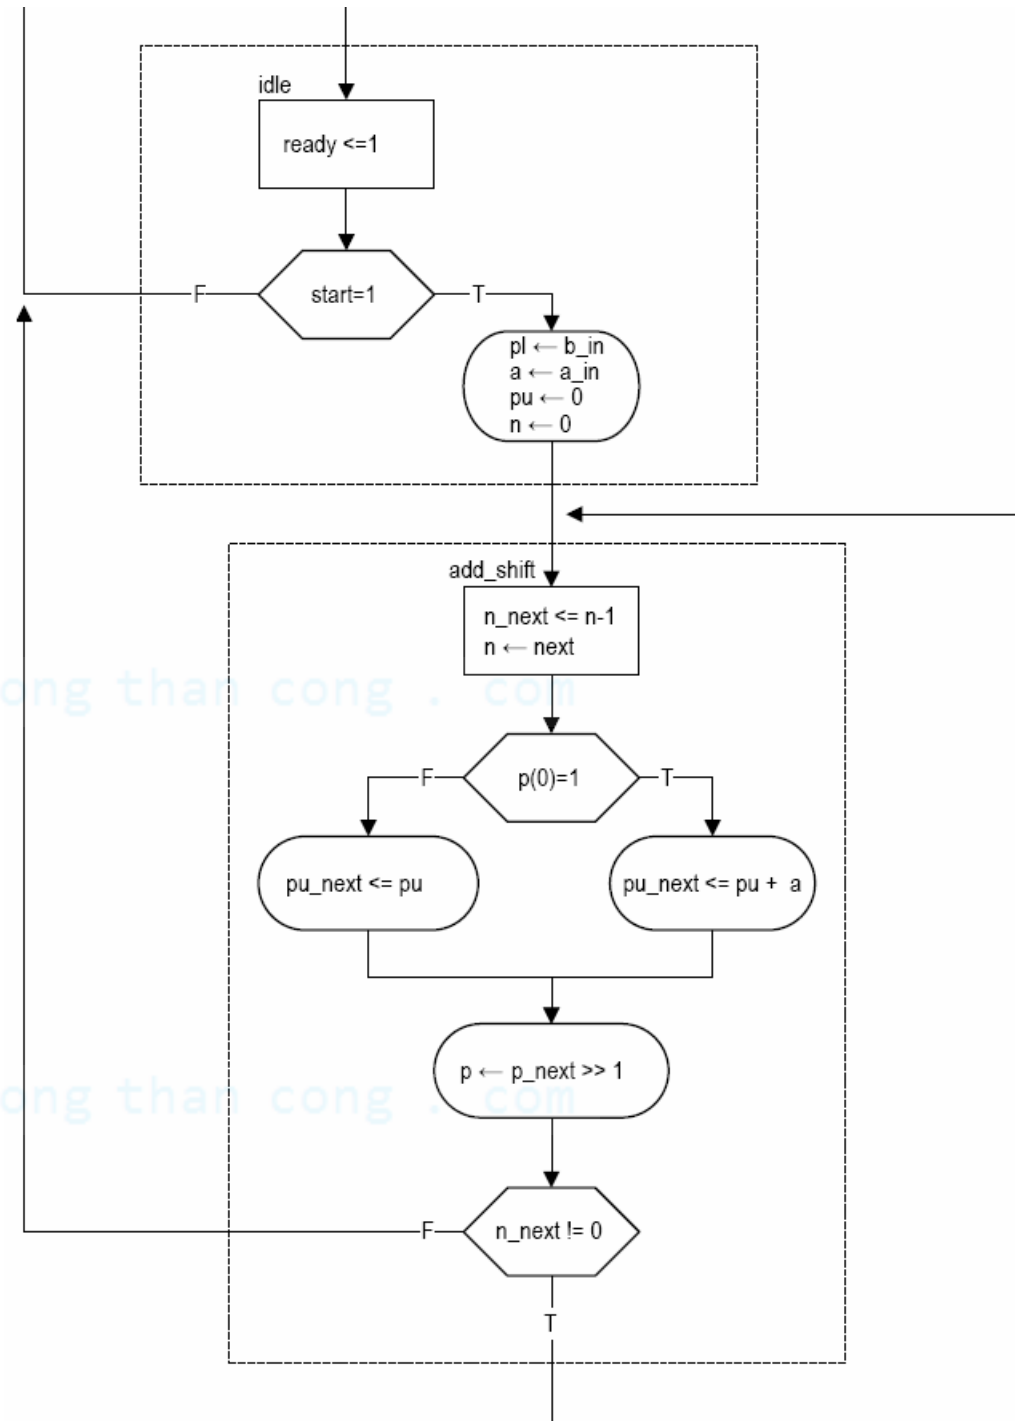 idle
ready <=1
F
start=1
T
pl ← b_in
a ← a_in
pu ← 0
n ← 0
add_shift
n_next <= n-1
n ← next
ong than cong . com
F
p(0)=1
T
pu_next <= pu
pu_next <= pu + a
p ← p_next >> 1
ong than cong . com
F
n_next != 0
T